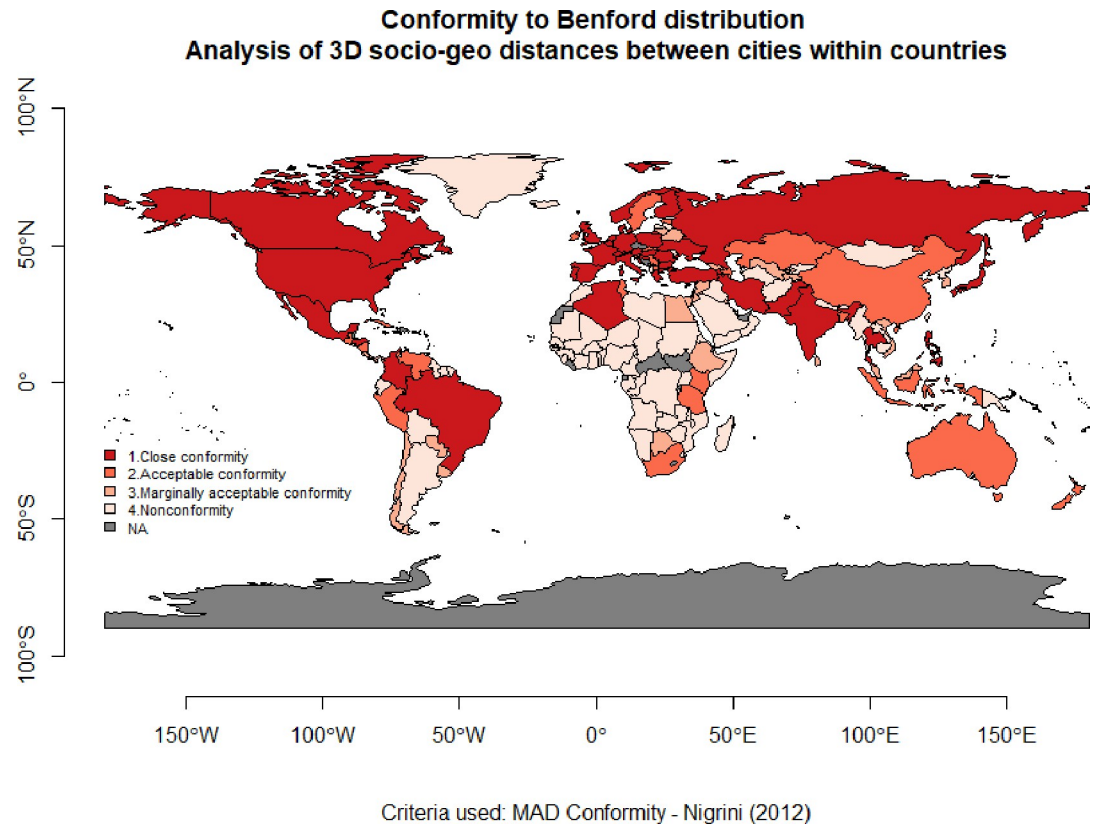 Conformity to Benford distribution
Analysis of 3D socio-geo distances between cities within countries
100°N
50°N
0°
50°S
100°S
1.Close conformity
2.Acceptable conformity
3.Marginally acceptable conformity
4.Nonconformity
NA
150°W
100°W
50°W
0°
50°E
100°E
150°E
Criteria used: MAD Conformity - Nigrini (2012)